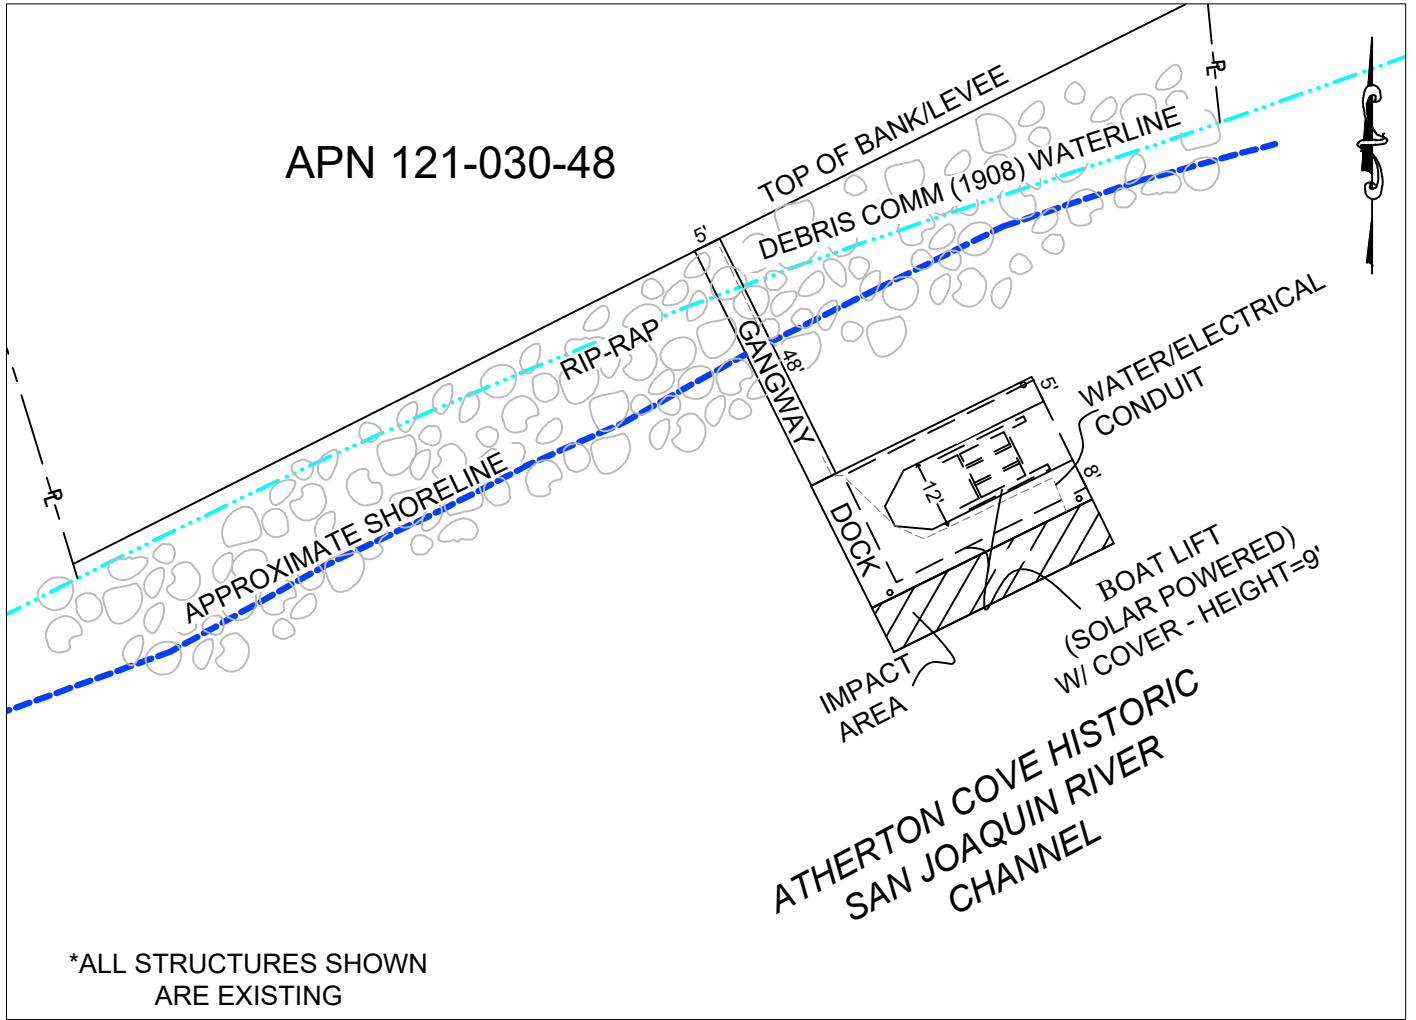 APN 121-030-48
TOP OF BANK/LEVEE
PL
DEBRIS COMM (1908) WATERLINE
5'
RIP-RAP
GANGWAY
48'
WATER/ELECTRICAL
CONDUIT
5'
8'
12'
DOCK
PL
APPROXIMATE SHORELINE
BOAT LIFT
(SOLAR POWERED)
W/ COVER - HEIGHT=9'
IMPACT
AREA
ATHERTON COVE HISTORIC
SAN JOAQUIN RIVER
CHANNEL
*ALL STRUCTURES SHOWN
ARE EXISTING